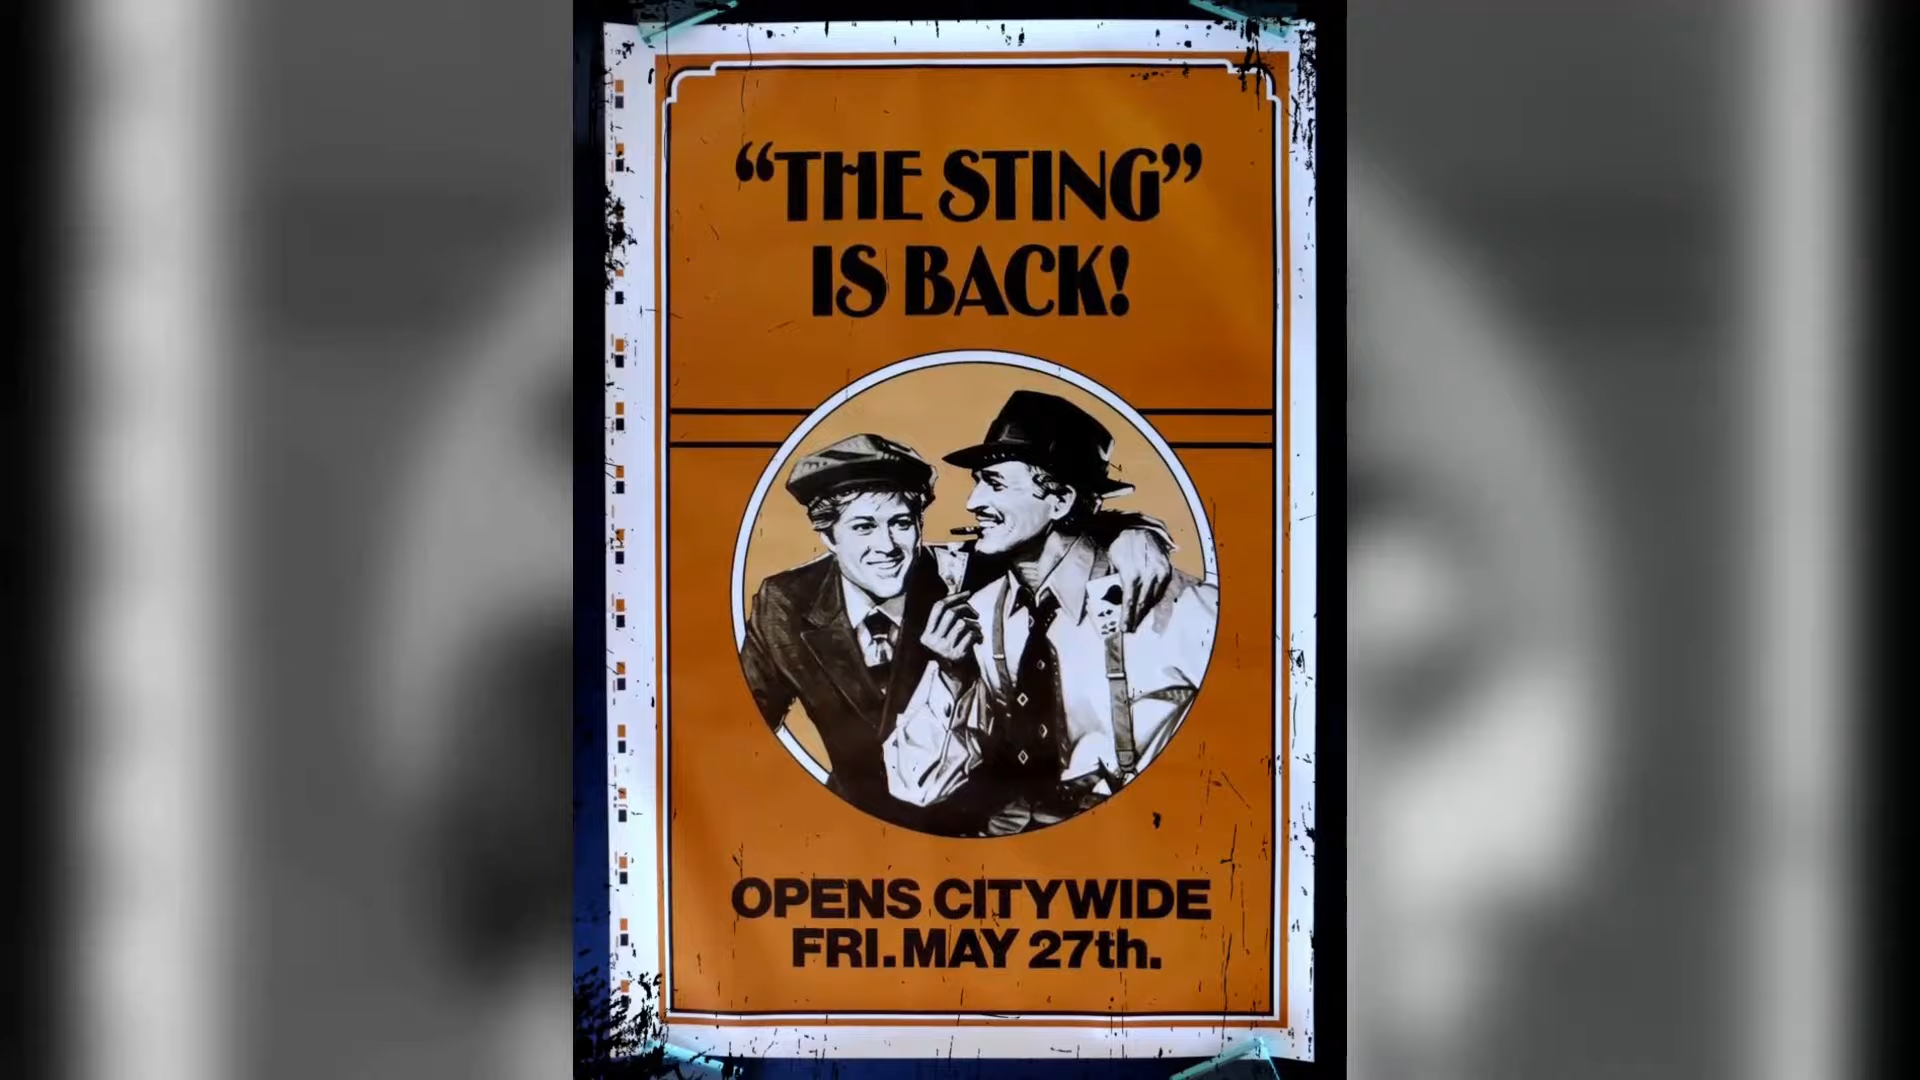 “THE STING”
IS BACK!
OPENS CITYWIDE
FRI. MAY 27th.